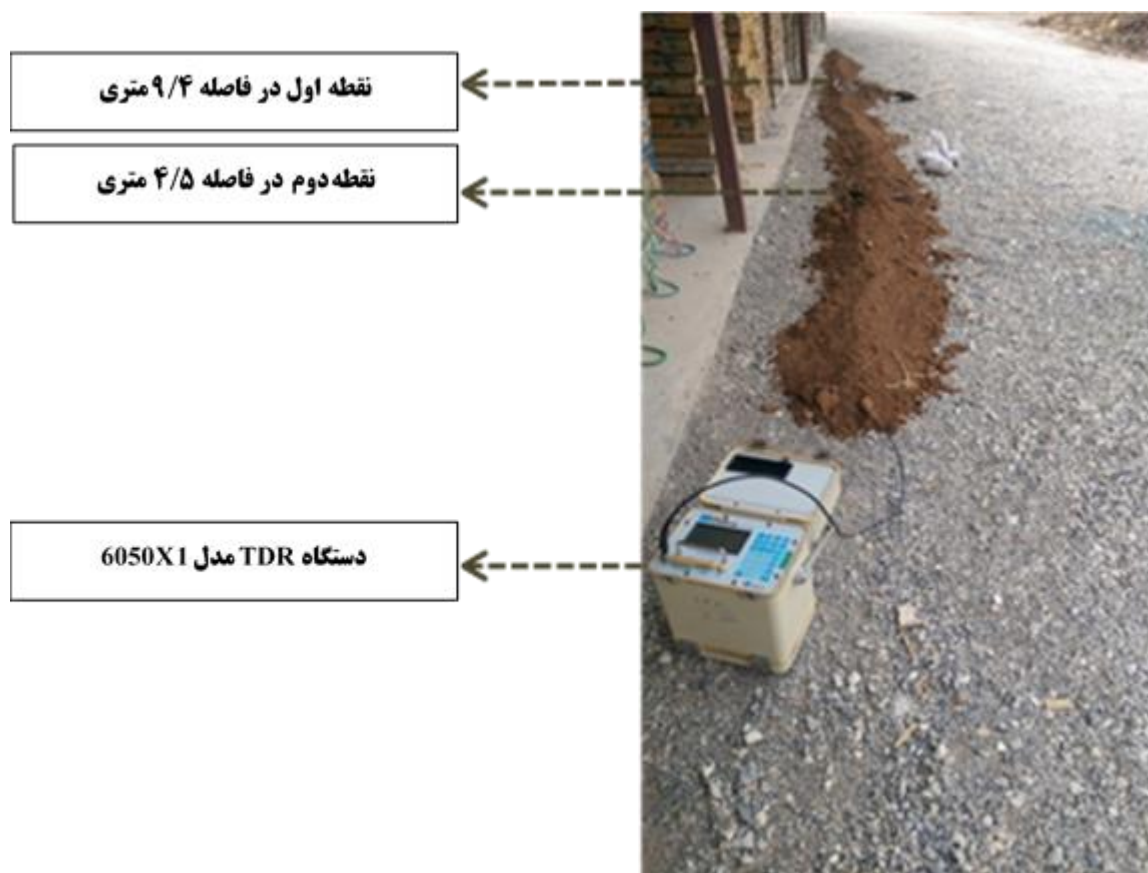 نقطه اول در فاصله ۹/۴ متری
نقطه دوم در فاصله ۴/۵ متری
دستگاه TDR مدل 6050X1